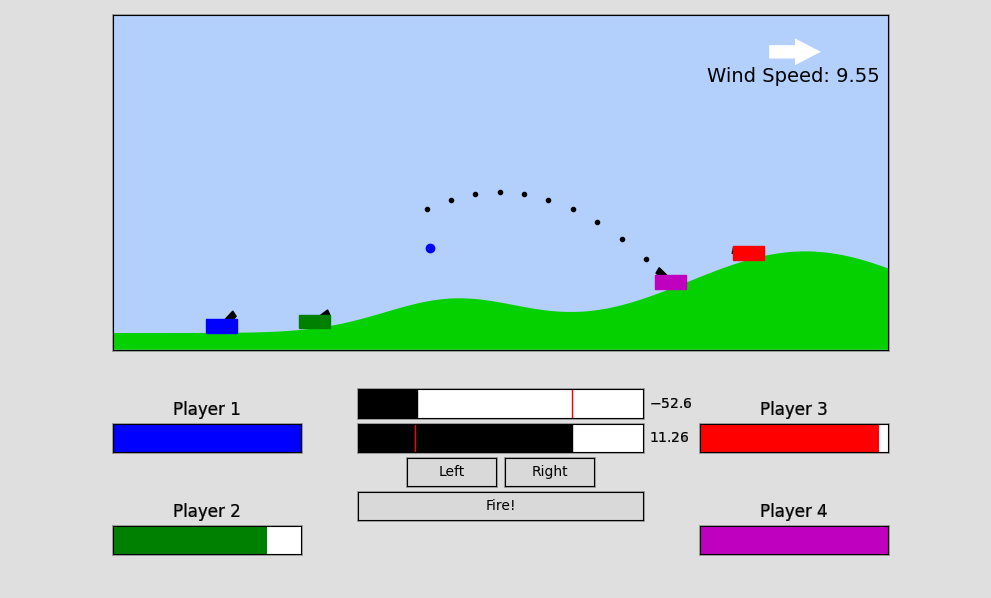 Wind Speed: 9.55
Player 1
−52.6
Player 3
11.26
Left
Right
Fire!
Player 2
Player 4